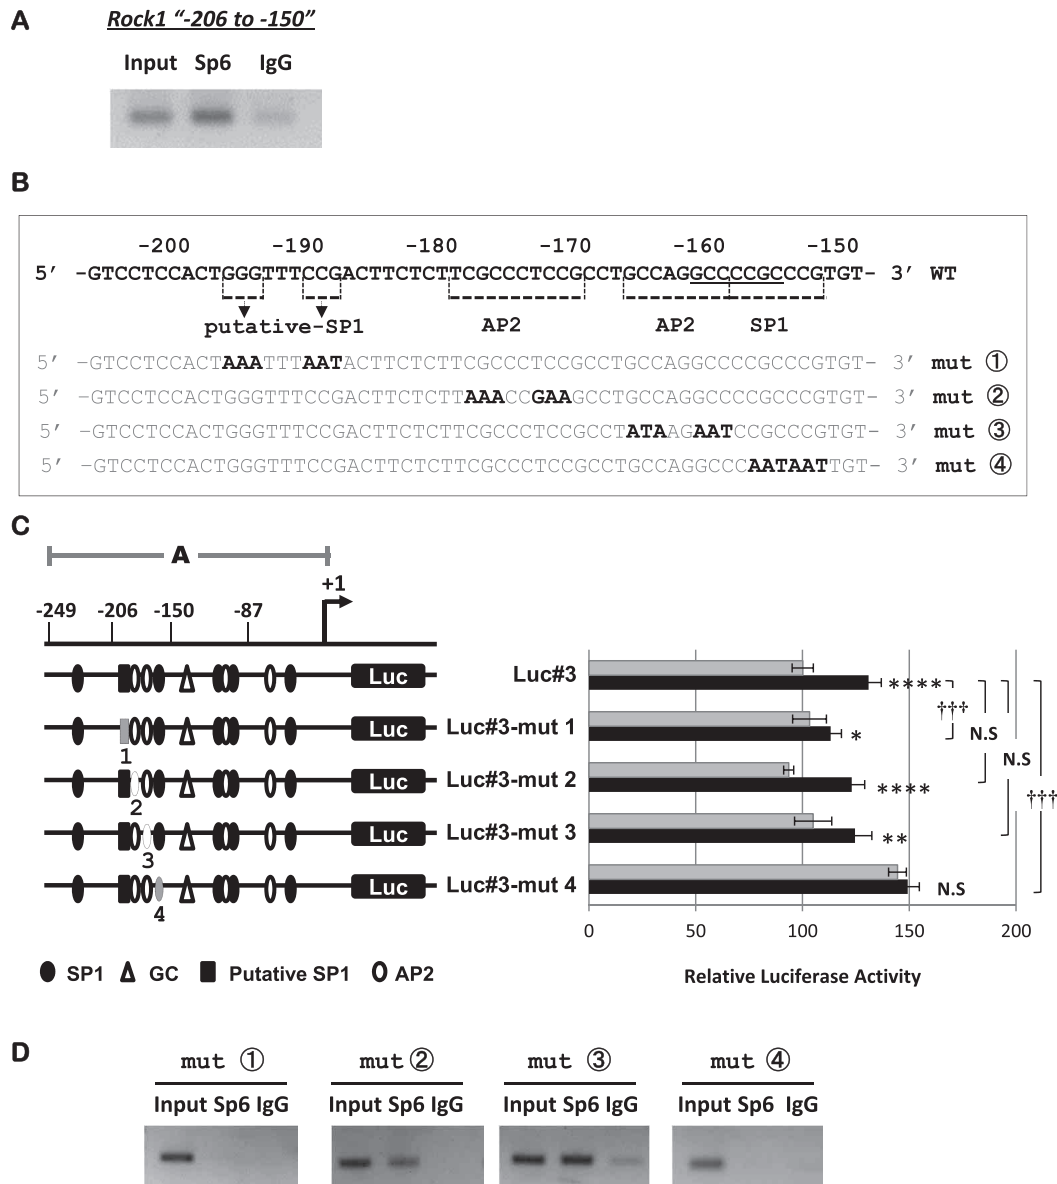 A
Rock1 “-206 to -150”
Input Sp6 IgG
B
-200 -190 -180 -170 -160 -150
5’ -GTCCTCCACTGGGTTTCCGACTTCTCTTCGCCCTCCGCCTGCCAGGCCCCGCCCGTGT- 3’ WT
putative-SP1 AP2 AP2 SP1
5’ -GTCCTCCACTAAATTTAATACTTCTCTTCGCCCTCCGCCTGCCAGGCCCCGCCCGTGT- 3’ mut ①
5’ -GTCCTCCACTGGGTTTCCGACTTCTCTTAAACCGAAGCCTGCCAGGCCCCGCCCGTGT- 3’ mut ②
5’ -GTCCTCCACTGGGTTTCCGACTTCTCTTCGCCCTCCGCCTATAAGAATCCGCCCGTGT- 3’ mut ③
5’ -GTCCTCCACTGGGTTTCCGACTTCTCTTCGCCCTCCGCCTGCCAGGCCCAATAATTGT- 3’ mut ④
C
A
+1
-249 -206 -150 -87
Luc Luc#3 **** †††
Luc Luc#3-mut 1 * N.S
1
N.S
Luc Luc#3-mut 2 ****
2
†††
Luc Luc#3-mut 3 **
3
Luc Luc#3-mut 4 N.S
4
0 50 100 150 200
SP1 GC Putative SP1 AP2
Relative Luciferase Activity
D
mut ① mut ② mut ③ mut ④
Input Sp6 IgG Input Sp6 IgG Input Sp6 IgG Input Sp6 IgG